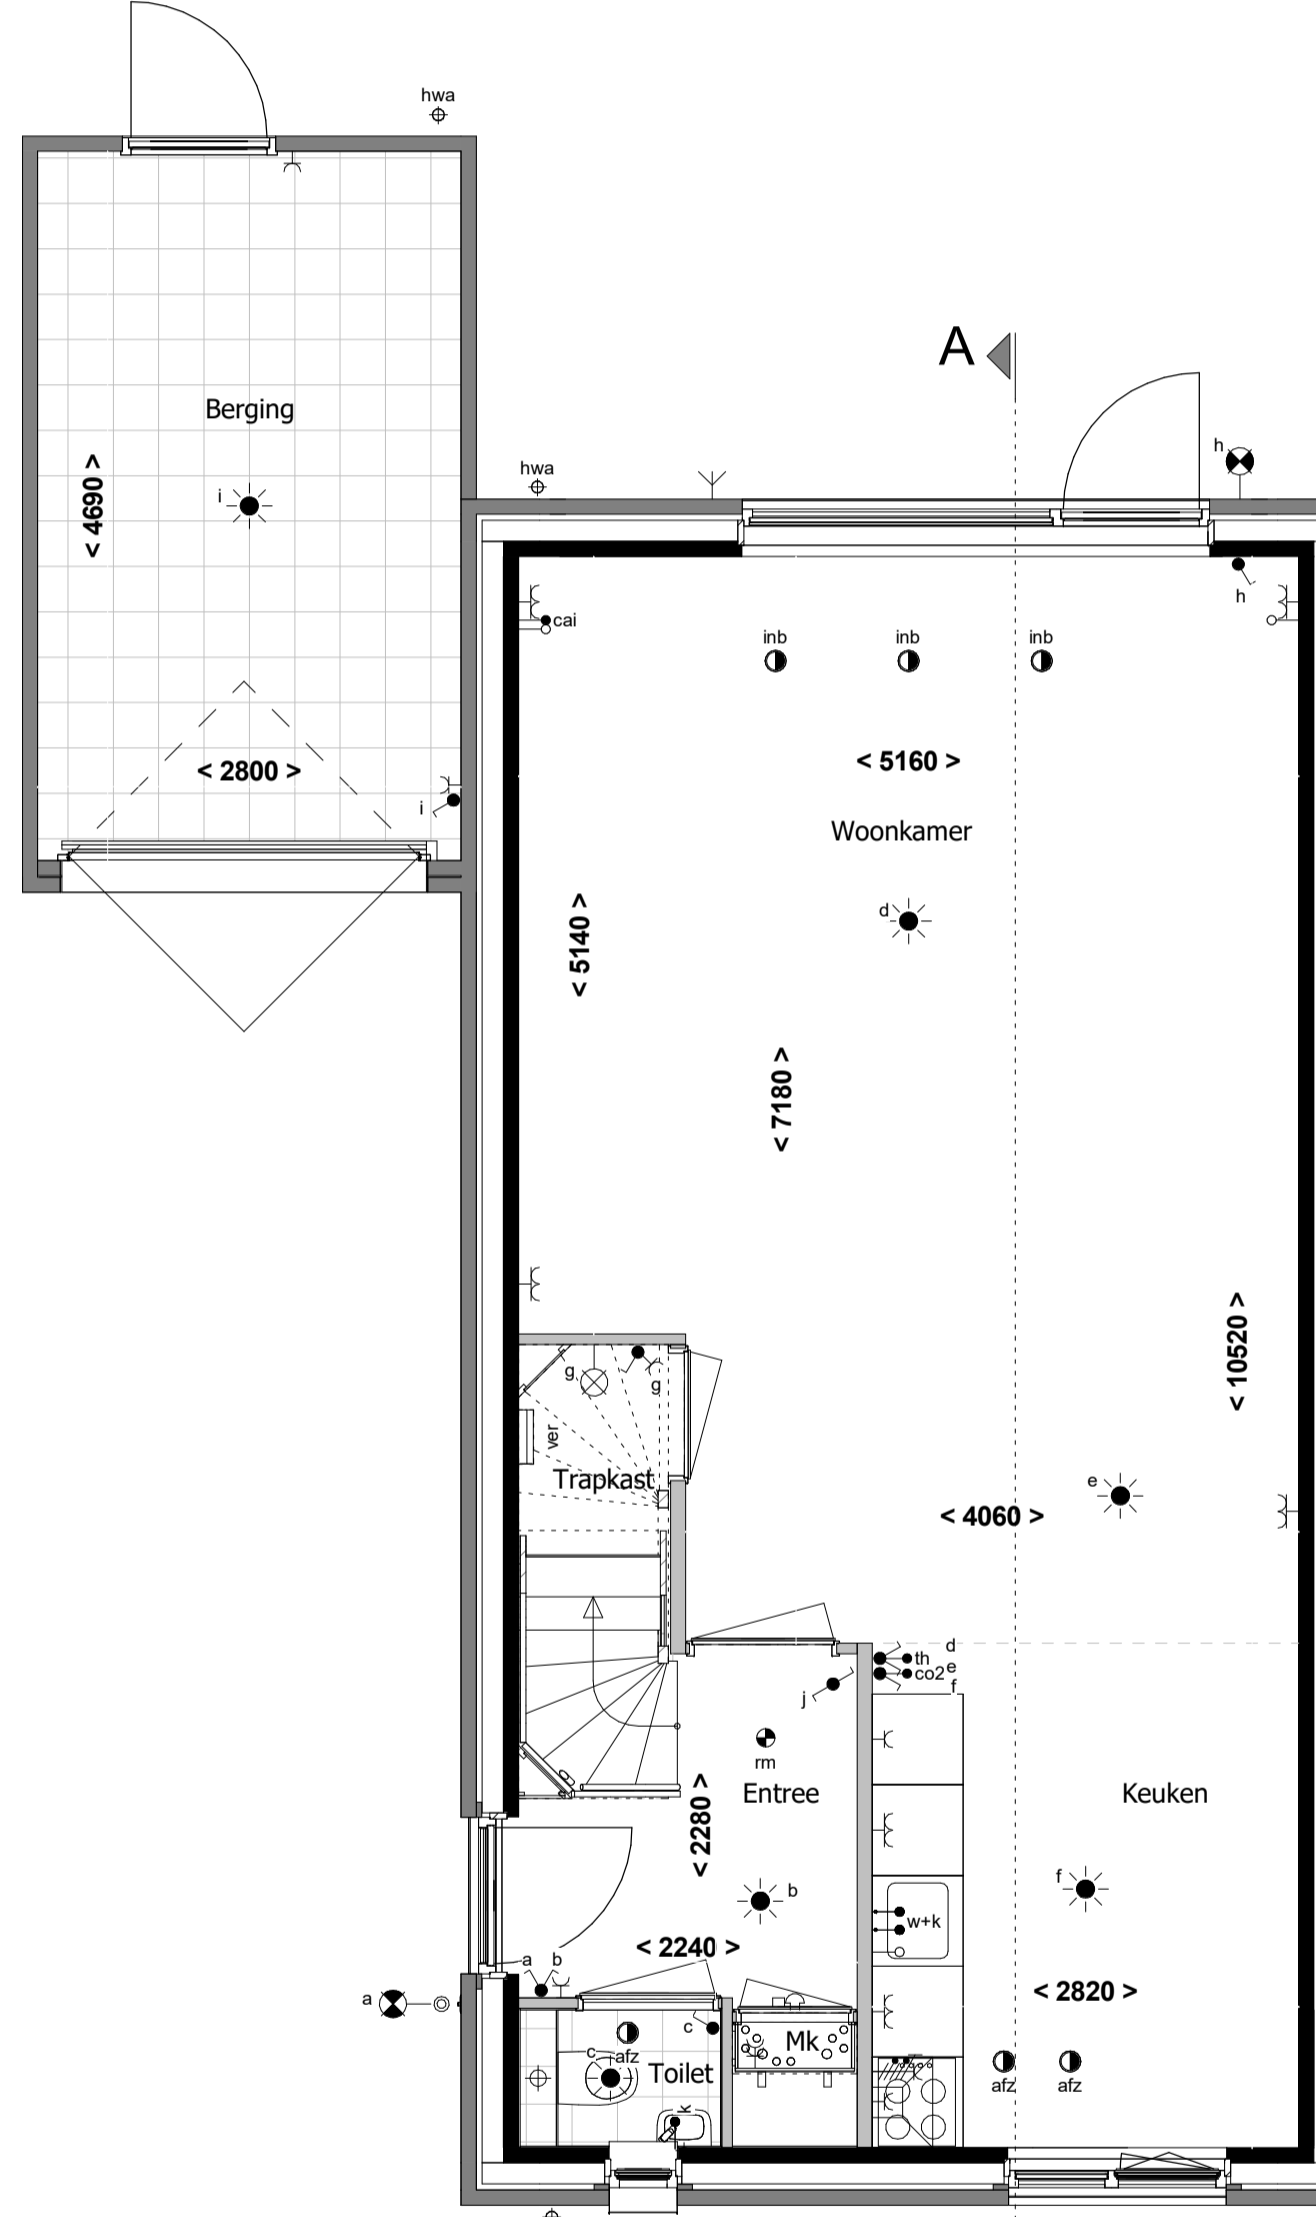 hwa
A
Berging
< 4690 >
i
hwa
h
h
cai
inb
inb
inb
< 5160 >
< 2800 >
i
Woonkamer
d
< 5140 >
< 7180 >
< 10520 >
g
g
ver
Trapkast
e
< 4060 >
d
th
co2
e
f
j
rm
Entree
Keuken
< 2280 >
f
b
w+k
< 2240 >
a
b
< 2820 >
a
c
Mk
c
afz
Toilet
afz
afz
k